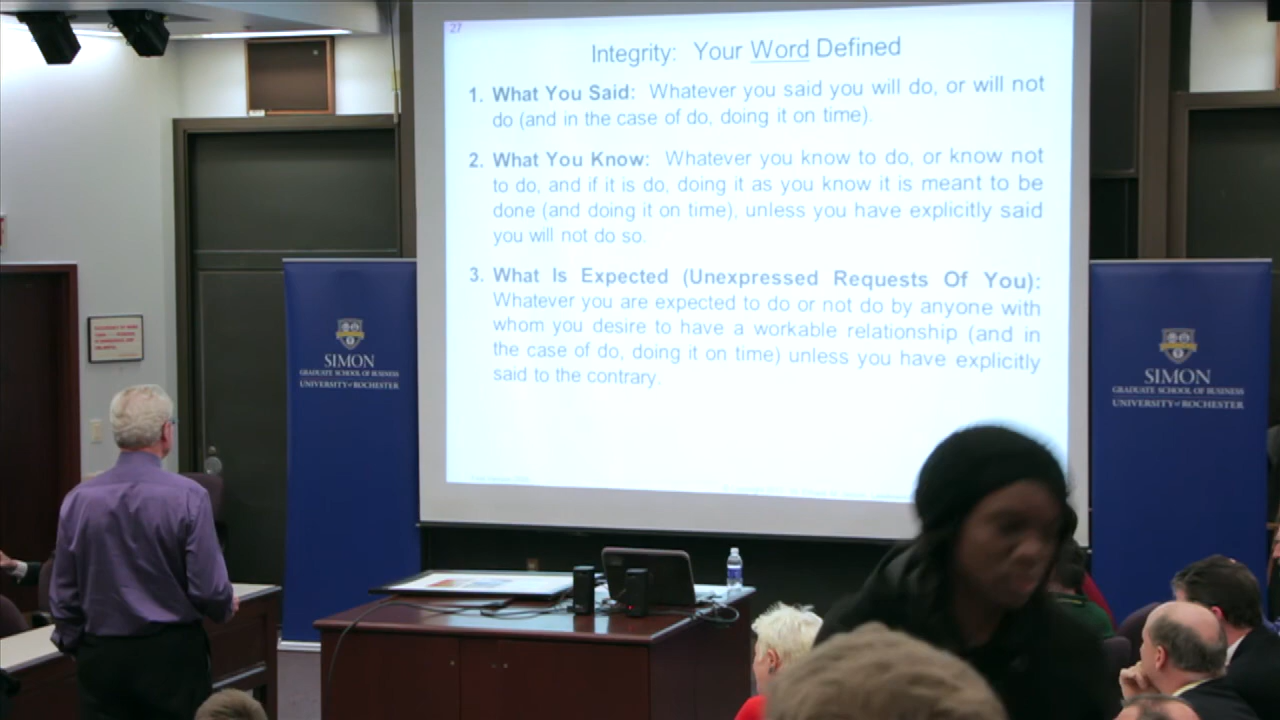 27
Integrity: Your Word Defined
1. What You Said: Whatever you said you will do, or will not
do (and in the case of do, doing it on time).
2. What You Know: Whatever you know to do, or know not
to do, and if it is do, doing it as you know it is meant to be
done (and doing it on time), unless you have explicitly said
you will not do so.
3. What Is Expected (Unexpressed Requests Of You):
Whatever you are expected to do or not do by anyone with
whom you desire to have a workable relationship (and in
the case of do, doing it on time) unless you have explicitly
said to the contrary.
SIMON
GRADUATE SCHOOL OF BUSINESS
UNIVERSITY of ROCHESTER
SIMON
GRADUATE SCHOOL OF BUSINESS
UNIVERSITY of ROCHESTER